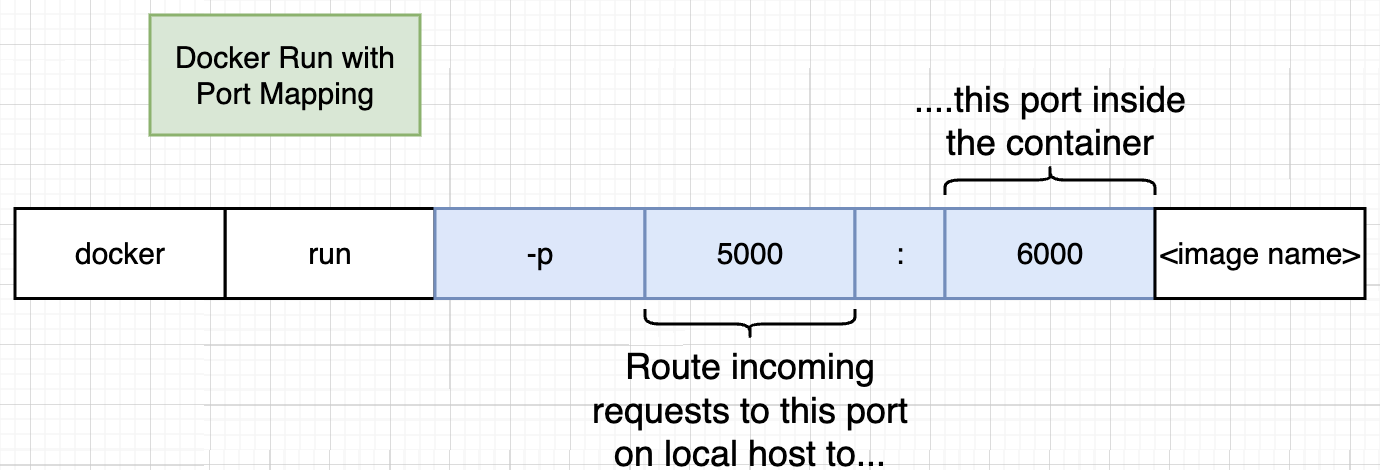 Docker Run with
Port Mapping
....this port inside
the container
docker run -p 5000 : 6000 <image name>
Route incoming
requests to this port
on local host to...